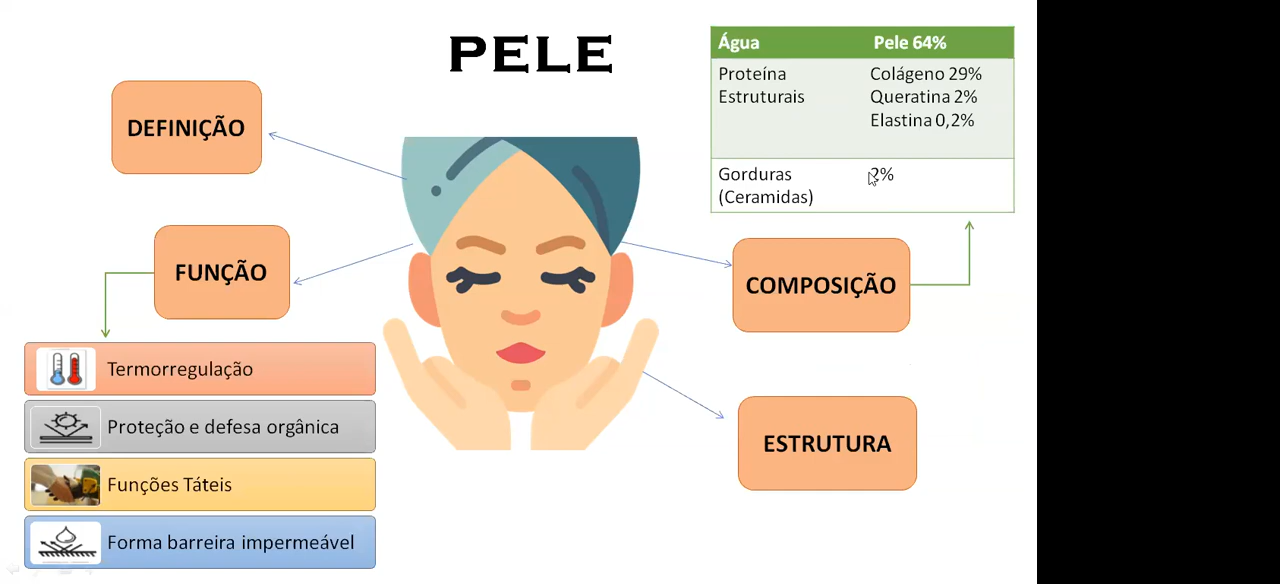 PELE
DEFINIÇÃO
FUNÇÃO
Termorregulação
Proteção e defesa orgânica
Funções Táteis
Forma barreira impermeável
Água Pele 64%
Proteína Colágeno 29%
Estruturais Queratina 2%
Elastina 0,2%
Gorduras 2%
(Ceramidas)
COMPOSIÇÃO
ESTRUTURA